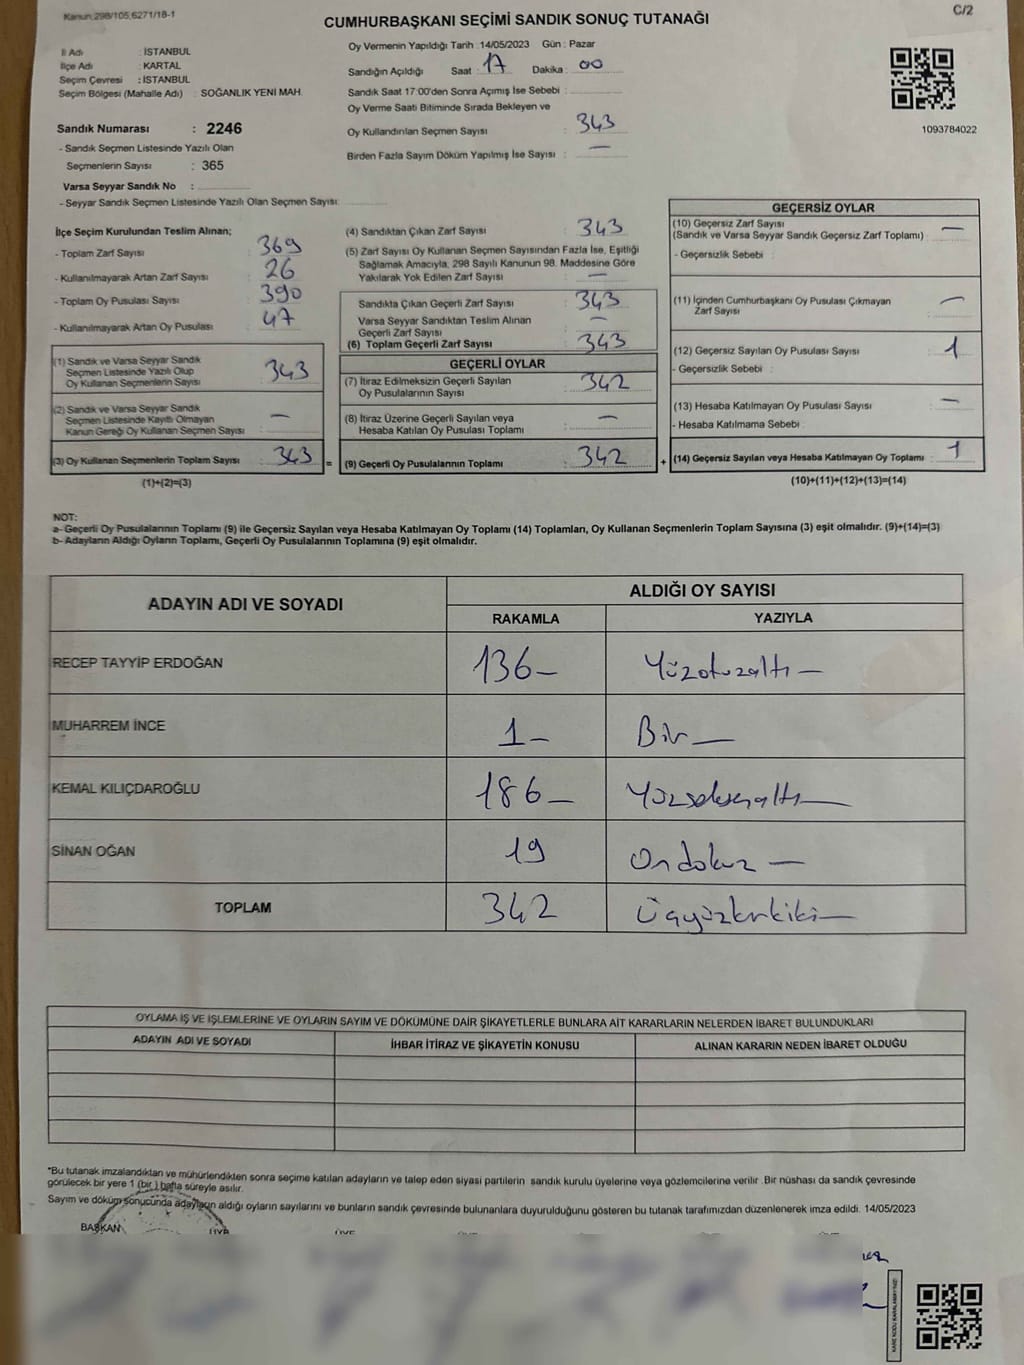 Kanun:298/105,6271/18-1
C/2
CUMHURBAŞKANI SEÇİMİ SANDIK SONUÇ TUTANAĞI
İl Adı : İSTANBUL
İlçe Adı : KARTAL
Seçim Çevresi : İSTANBUL
Seçim Bölgesi (Mahalle Adı) : SOĞANLIK YENİ MAH.
Sandık Numarası : 2246
- Sandık Seçmen Listesinde Yazılı Olan
Seçmenlerin Sayısı : 365
Varsa Seyyar Sandık No :
- Seyyar Sandık Seçmen Listesinde Yazılı Olan Seçmen Sayısı:
Oy Vermenin Yapıldığı Tarih :14/05/2023 Gün : Pazar
Sandığın Açıldığı Saat : 17 Dakika : 00
Sandık Saat 17:00'den Sonra Açımış İse Sebebi :
Oy Verme Saati Bitiminde Sırada Bekleyen ve
Oy Kullandırılan Seçmen Sayısı : 343
Birden Fazla Sayım Döküm Yapılmış İse Sayısı : —
1093784022
İlçe Seçim Kurulundan Teslim Alınan;
- Toplam Zarf Sayısı : 369
- Kullanılmayarak Artan Zarf Sayısı : 26
- Toplam Oy Pusulası Sayısı : 390
- Kullanılmayarak Artan Oy Pusulası : 47
(1) Sandık ve Varsa Seyyar Sandık
Seçmen Listesinde Yazılı Olup
Oy Kullanan Seçmenlerin Sayısı : 343
(2) Sandık ve Varsa Seyyar Sandık
Seçmen Listesinde Kayıtlı Olmayan
Kanun Gereği Oy Kullanan Seçmen Sayısı : —
(3) Oy Kullanan Seçmenlerin Toplam Sayısı : 343 =
(1)+(2)=(3)
(4) Sandıktan Çıkan Zarf Sayısı : 343
(5) Zarf Sayısı Oy Kullanan Seçmen Sayısından Fazla İse, Eşitliği
Sağlamak Amacıyla, 298 Sayılı Kanunun 98. Maddesine Göre
Yakılarak Yok Edilen Zarf Sayısı : —
Sandıkta Çıkan Geçerli Zarf Sayısı : 343
Varsa Seyyar Sandıktan Teslim Alınan
Geçerli Zarf Sayısı : —
(6) Toplam Geçerli Zarf Sayısı : 343
GEÇERLİ OYLAR
(7) İtiraz Edilmeksizin Geçerli Sayılan
Oy Pusulalarının Sayısı : 342
(8) İtiraz Üzerine Geçerli Sayılan veya
Hesaba Katılan Oy Pusulası Toplamı : —
(9) Geçerli Oy Pusulalarının Toplamı : 342 +
GEÇERSİZ OYLAR
(10) Geçersiz Zarf Sayısı
(Sandık ve Varsa Seyyar Sandık Geçersiz Zarf Toplamı) : —
- Geçersizlik Sebebi :
(11) İçinden Cumhurbaşkanı Oy Pusulası Çıkmayan
Zarf Sayısı : —
(12) Geçersiz Sayılan Oy Pusulası Sayısı : 1
- Geçersizlik Sebebi :
(13) Hesaba Katılmayan Oy Pusulası Sayısı : —
- Hesaba Katılmama Sebebi :
(14) Geçersiz Sayılan veya Hesaba Katılmayan Oy Toplamı : 1
(10)+(11)+(12)+(13)=(14)
NOT:
a- Geçerli Oy Pusulalarının Toplamı (9) ile Geçersiz Sayılan veya Hesaba Katılmayan Oy Toplamı (14) Toplamları, Oy Kullanan Seçmenlerin Toplam Sayısına (3) eşit olmalıdır. (9)+(14)=(3)
b- Adayların Aldığı Oyların Toplamı, Geçerli Oy Pusulalarının Toplamına (9) eşit olmalıdır.
ADAYIN ADI VE SOYADI
ALDIĞI OY SAYISI
RAKAMLA YAZIYLA
RECEP TAYYİP ERDOĞAN 136— Yüzotuzaltı —
MUHARREM İNCE 1— Bir —
KEMAL KILIÇDAROĞLU 186— Yüzseksenaltı —
SİNAN OĞAN 19 Ondokuz —
TOPLAM 342 Üçyüzkırkiki —
OYLAMA İŞ VE İŞLEMLERİNE VE OYLARIN SAYIM VE DÖKÜMÜNE DAİR ŞİKAYETLERLE BUNLARA AİT KARARLARIN NELERDEN İBARET BULUNDUKLARI
ADAYIN ADI VE SOYADI İHBAR İTİRAZ VE ŞİKAYETİN KONUSU ALINAN KARARIN NEDEN İBARET OLDUĞU
*Bu tutanak imzalandıktan ve mühürlendikten sonra seçime katılan adayların ve talep eden siyasi partilerin sandık kurulu üyelerine veya gözlemcilerine verilir .Bir nüshası da sandık çevresinde
görülecek bir yere 1 (bir ) hafta süreyle asılır.
Sayım ve döküm sonucunda adayların aldığı oyların sayılarını ve bunların sandık çevresinde bulunanlara duyurulduğunu gösteren bu tutanak tarafımızdan düzenlenerek imza edildi. 14/05/2023
BAŞKAN ÜYE ÜYE
KARE KODU KARALAMAYINIZ!